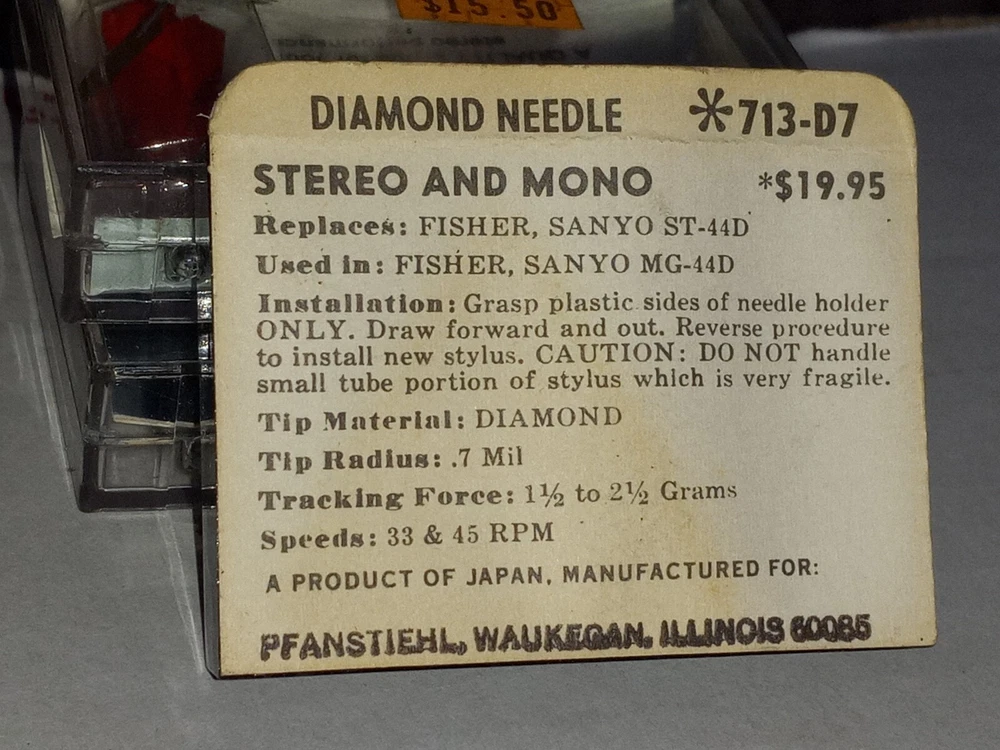 $15.50
DIAMOND NEEDLE *713-D7
STEREO AND MONO *$19.95
Replaces: FISHER, SANYO ST-44D
Used in: FISHER, SANYO MG-44D
Installation: Grasp plastic sides of needle holder
ONLY. Draw forward and out. Reverse procedure
to install new stylus. CAUTION: DO NOT handle
small tube portion of stylus which is very fragile.
Tip Material: DIAMOND
Tip Radius: .7 Mil
Tracking Force: 1½ to 2½ Grams
Speeds: 33 & 45 RPM
A PRODUCT OF JAPAN, MANUFACTURED FOR:
PFANSTIEHL, WAUKEGAN, ILLINOIS 60085